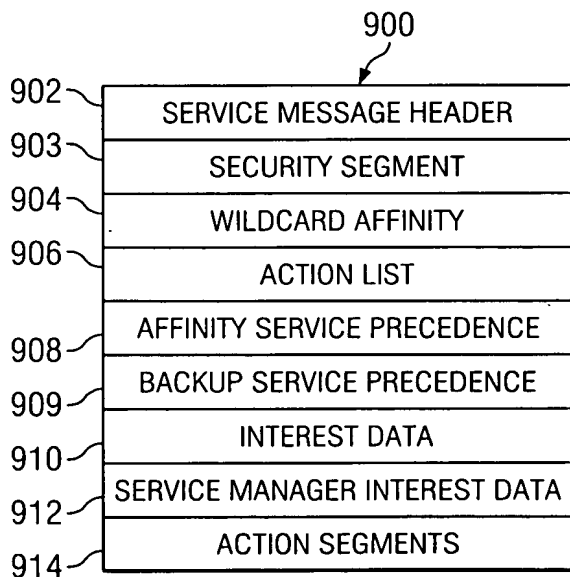 900
902 SERVICE MESSAGE HEADER
903 SECURITY SEGMENT
904 WILDCARD AFFINITY
906 ACTION LIST
908 AFFINITY SERVICE PRECEDENCE
909 BACKUP SERVICE PRECEDENCE
910 INTEREST DATA
912 SERVICE MANAGER INTEREST DATA
914 ACTION SEGMENTS